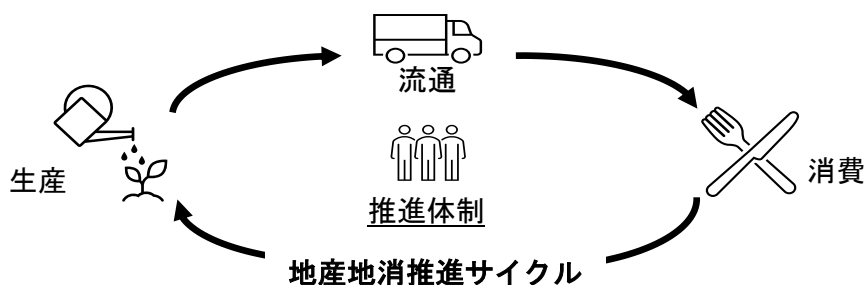 流通
生産
消費
推進体制
地産地消推進サイクル